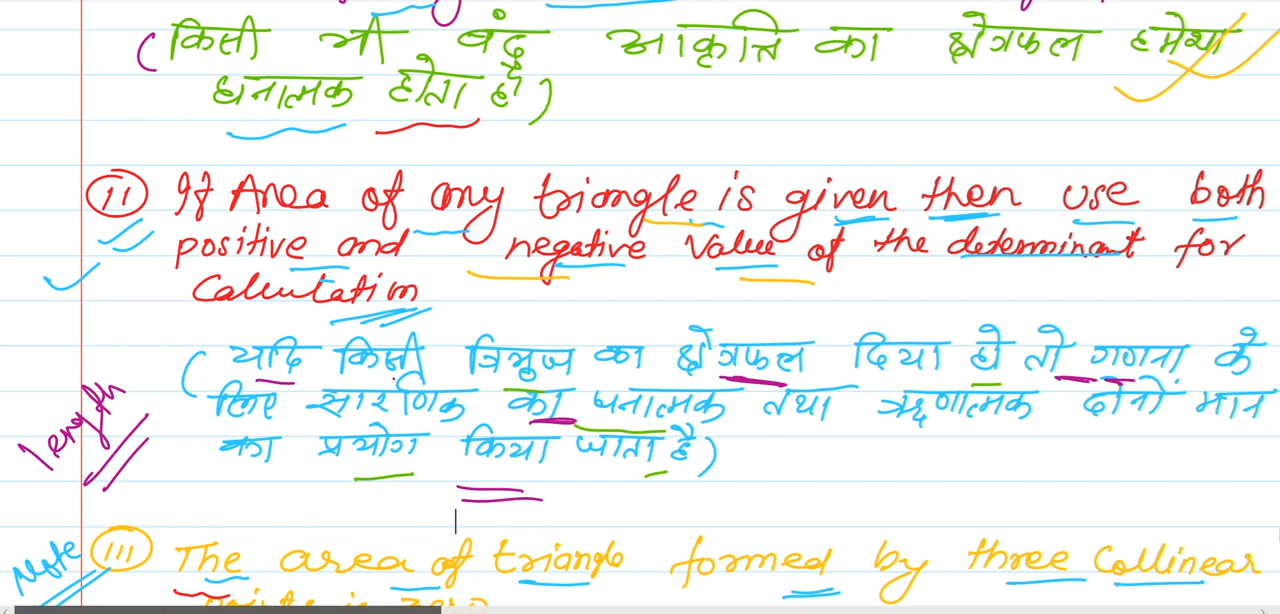 (किसी भी बंद आकृति का क्षेत्रफल हमेशा
धनात्मक होता है)
(ii) If Area of any triangle is given then use both
positive and negative value of the determinant for
Calculation
(यदि किसी त्रिभुज का क्षेत्रफल दिया हो तो गणना के
लिए सारणिक का धनात्मक तथा ऋणात्मक दोनों मान
का प्रयोग किया जाता है)
length
Note
(iii) The area of triangle formed by three Collinear